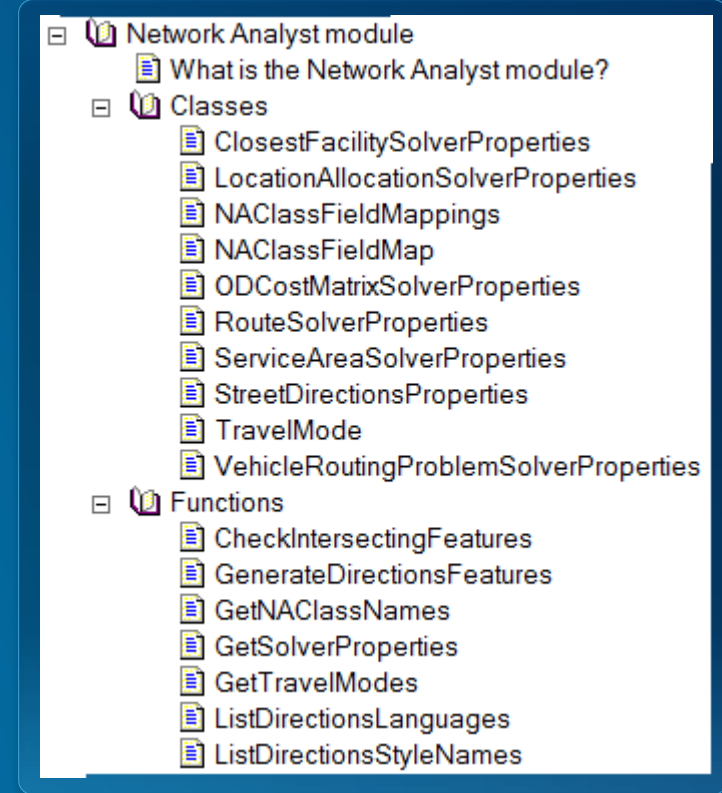 Network Analyst module
What is the Network Analyst module?
Classes
ClosestFacilitySolverProperties
LocationAllocationSolverProperties
NAClassFieldMappings
NAClassFieldMap
ODCostMatrixSolverProperties
RouteSolverProperties
ServiceAreaSolverProperties
StreetDirectionsProperties
TravelMode
VehicleRoutingProblemSolverProperties
Functions
CheckIntersectingFeatures
GenerateDirectionsFeatures
GetNAClassNames
GetSolverProperties
GetTravelModes
ListDirectionsLanguages
ListDirectionsStyleNames